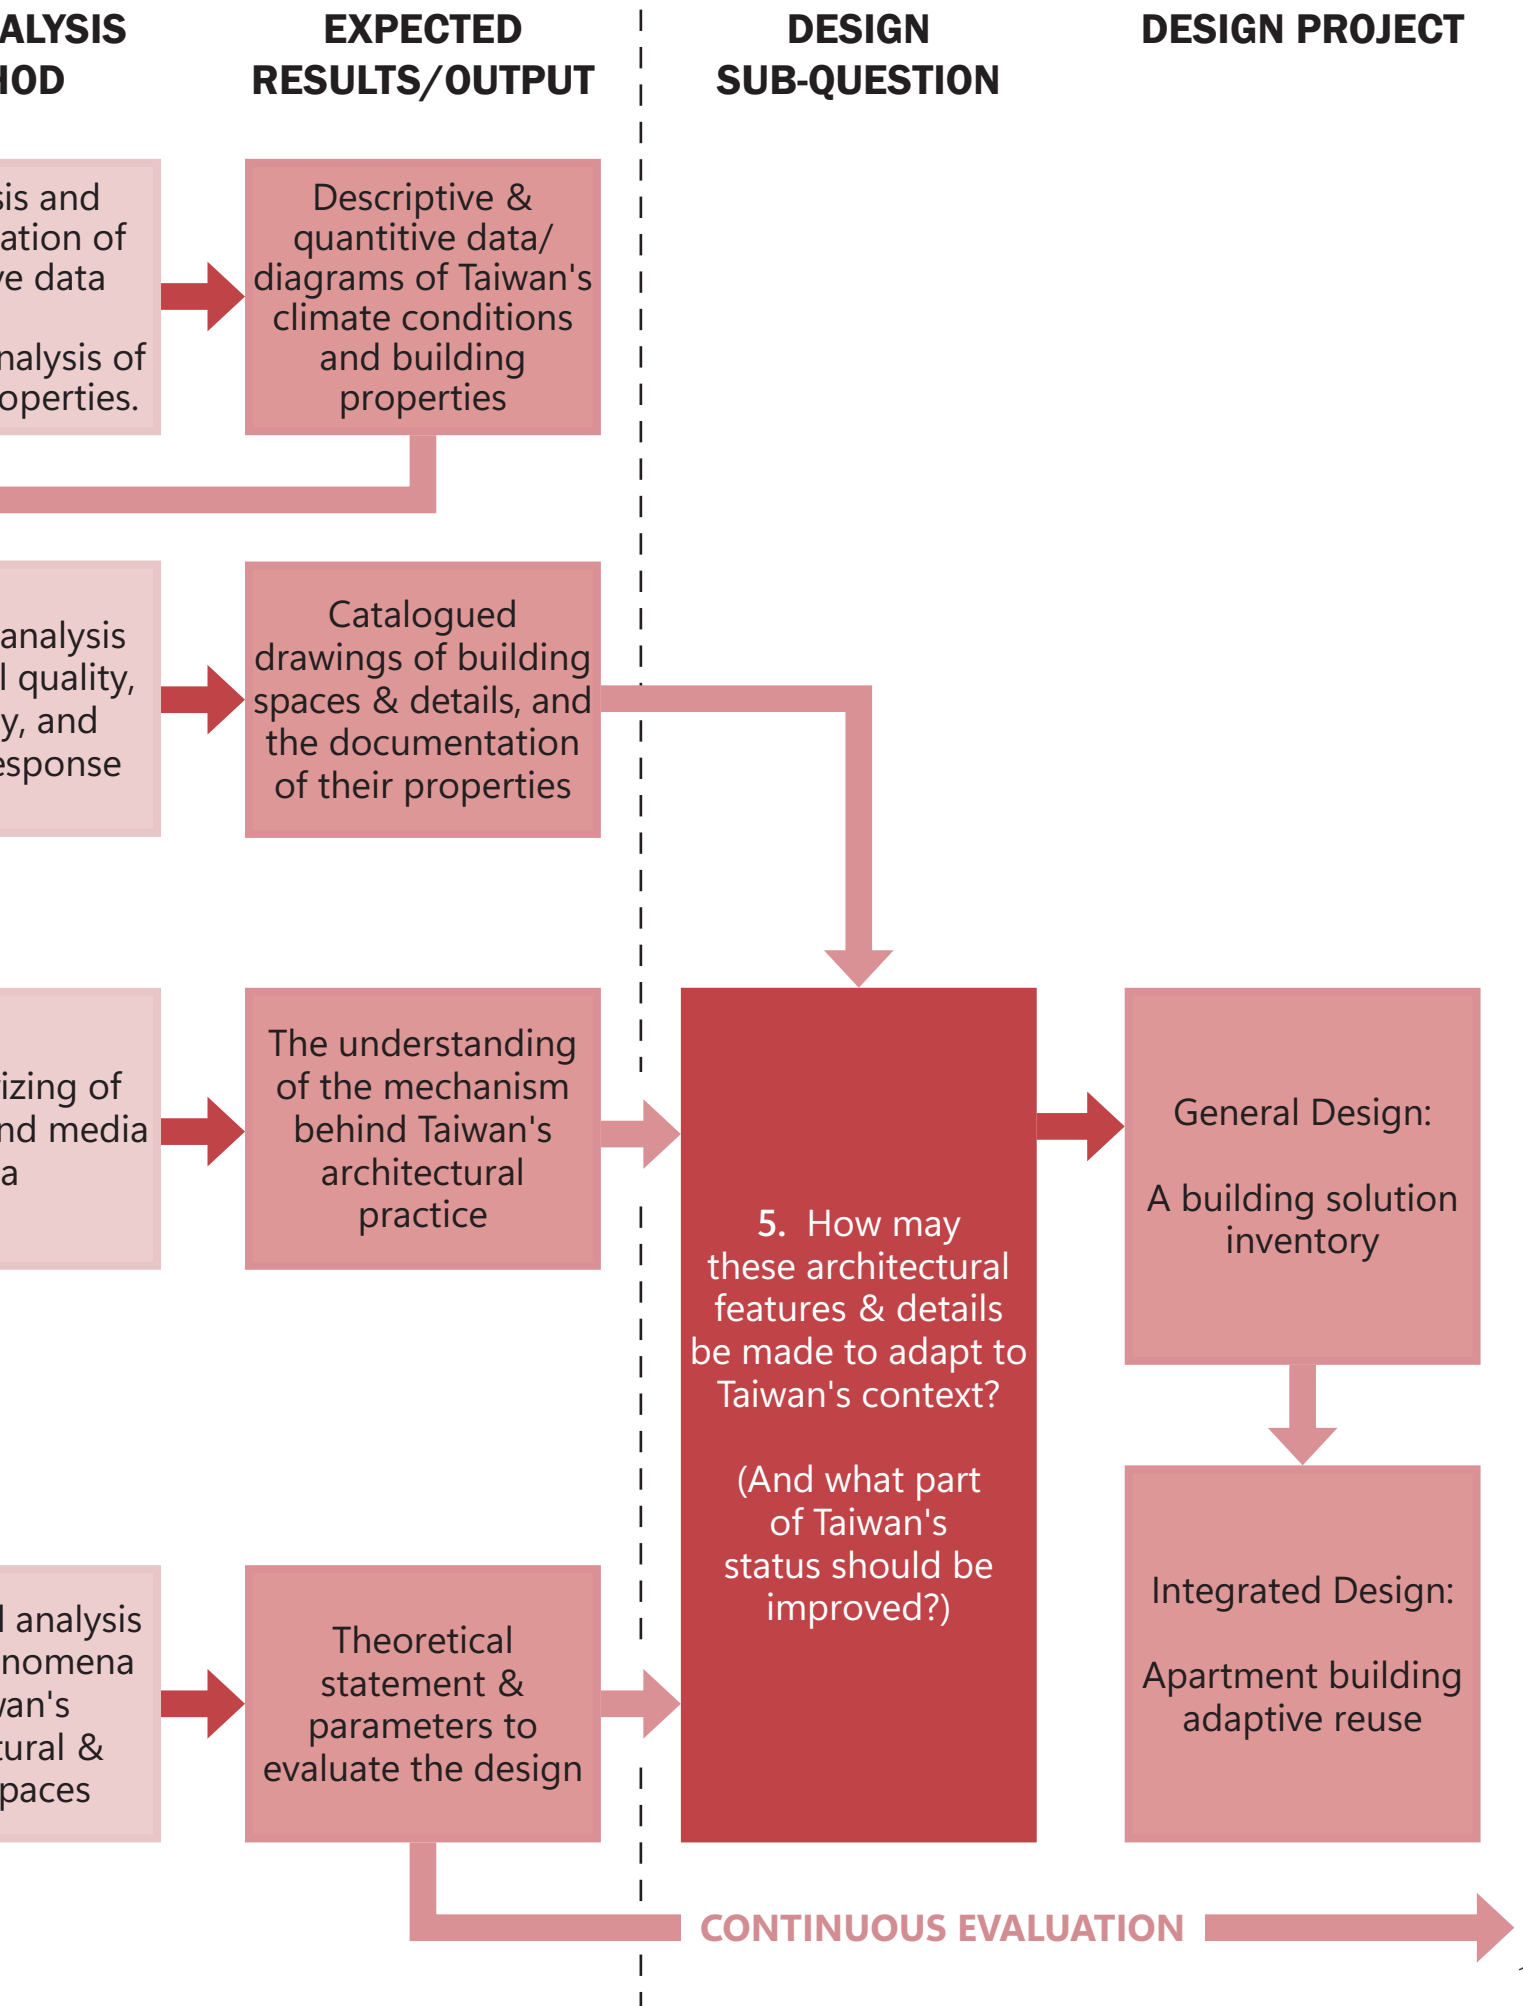 ALYSIS
HOD
EXPECTED
RESULTS/OUTPUT
DESIGN
SUB-QUESTION
DESIGN PROJECT
sis and
ation of
ve data
nalysis of
operties.
Descriptive &
quantitive data/
diagrams of Taiwan's
climate conditions
and building
properties
analysis
l quality,
y, and
esponse
Catalogued
drawings of building
spaces & details, and
the documentation
of their properties
izing of
nd media
a
The understanding
of the mechanism
behind Taiwan's
architectural
practice
5. How may
these architectural
features & details
be made to adapt to
Taiwan's context?
(And what part
of Taiwan's
status should be
improved?)
General Design:
A building solution
inventory
l analysis
nomena
van's
tural &
paces
Theoretical
statement &
parameters to
evaluate the design
Integrated Design:
Apartment building
adaptive reuse
CONTINUOUS EVALUATION